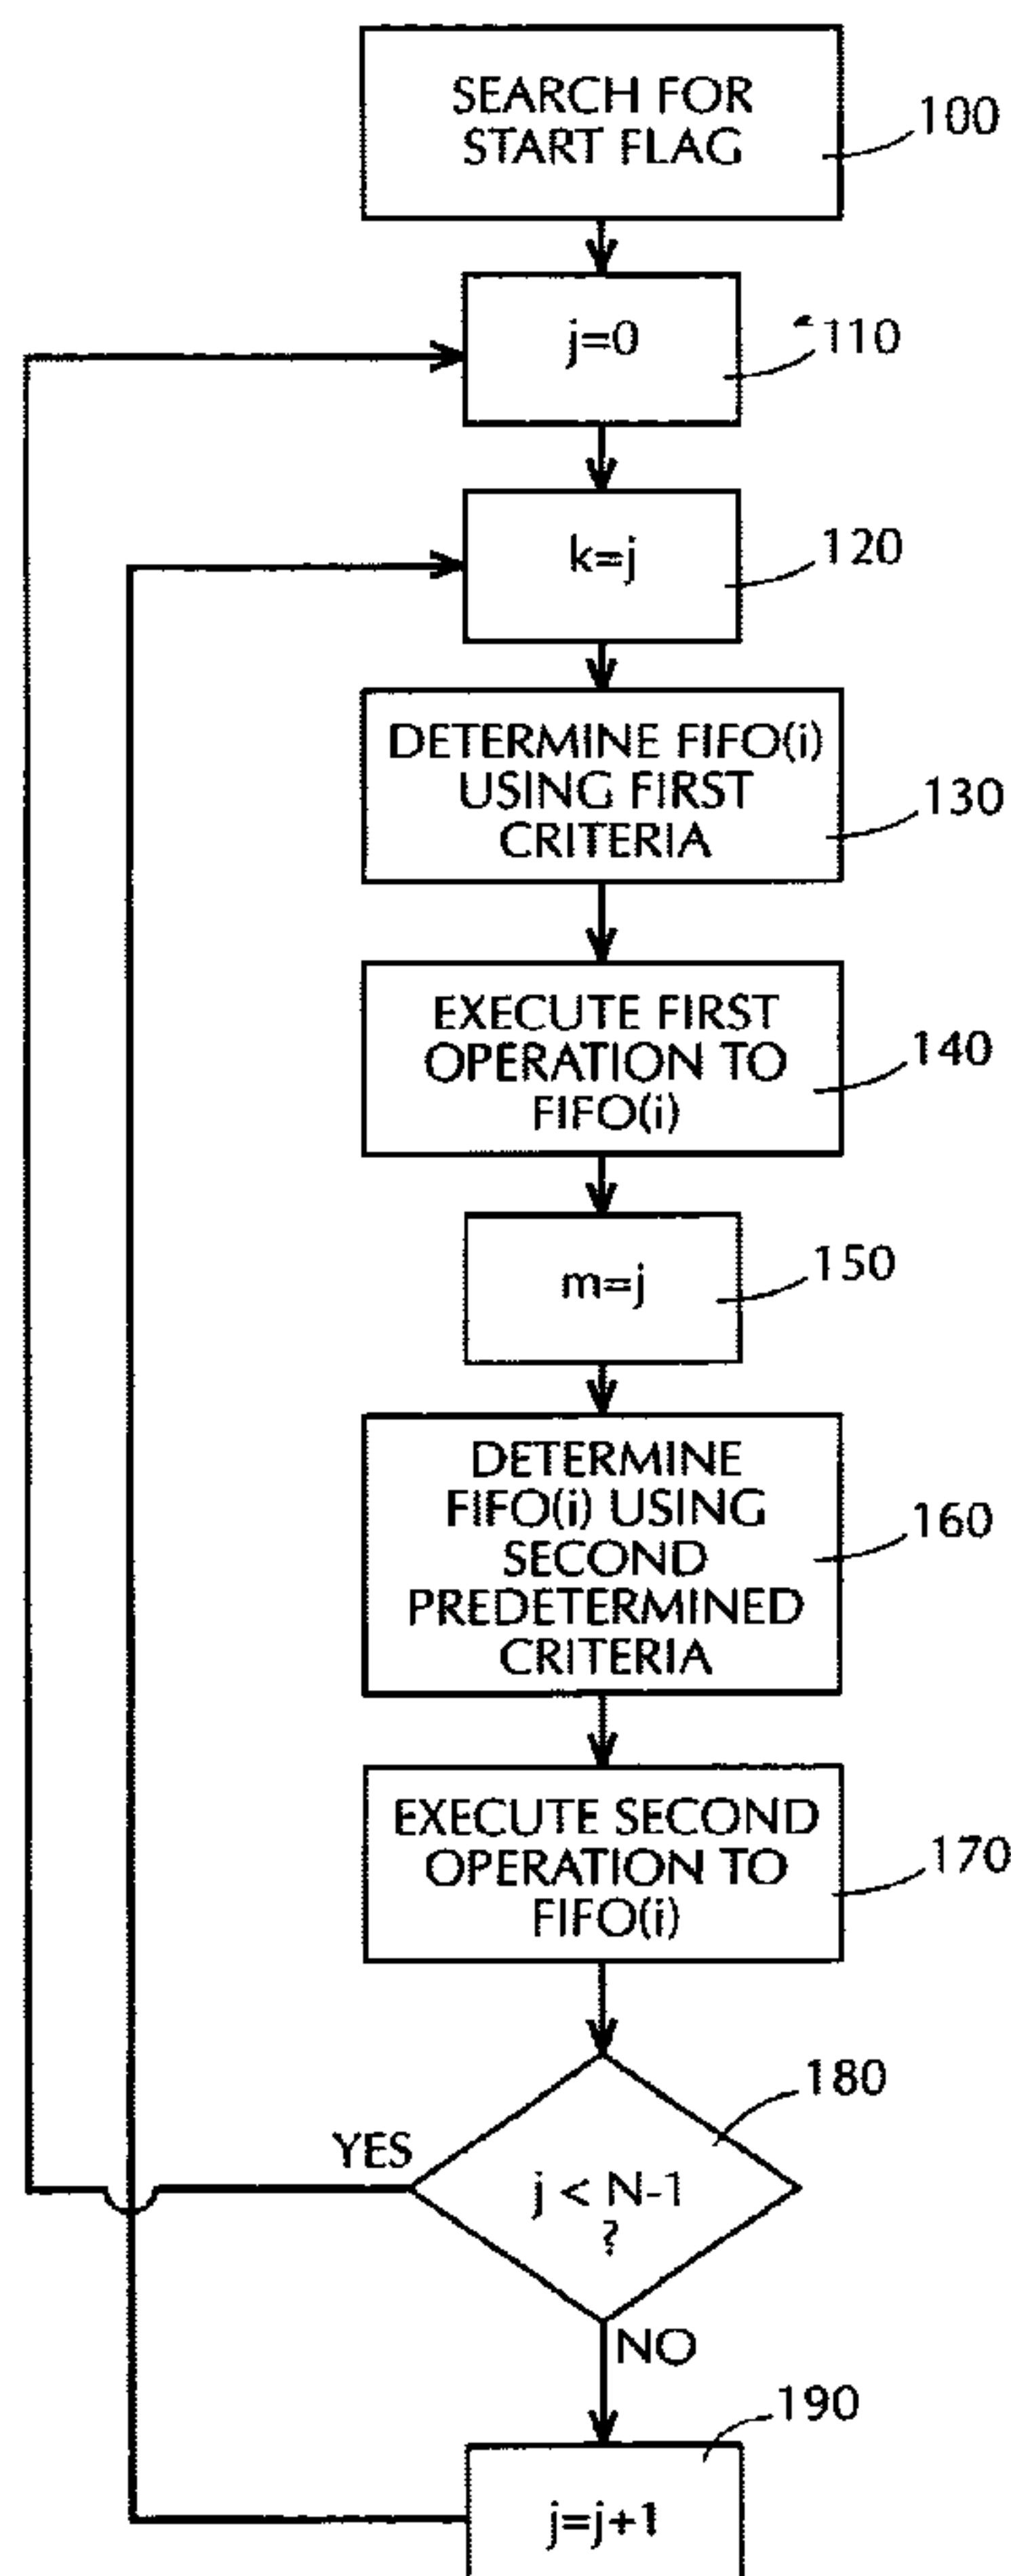 SEARCH FOR
START FLAG
100
j=0
110
k=j
120
DETERMINE FIFO(i)
USING FIRST
CRITERIA
130
EXECUTE FIRST
OPERATION TO
FIFO(i)
140
m=j
150
DETERMINE
FIFO(i) USING
SECOND
PREDETERMINED
CRITERIA
160
EXECUTE SECOND
OPERATION TO
FIFO(i)
170
180
YES
j < N-1
?
NO
190
j=j+1